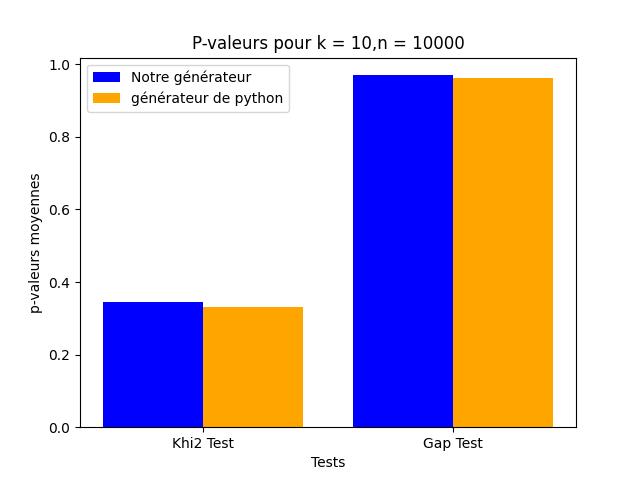 P-valeurs pour k = 10,n = 10000
Notre générateur
générateur de python
p-valeurs moyennes
1.0
0.8
0.6
0.4
0.2
0.0
Khi2 Test
Gap Test
Tests